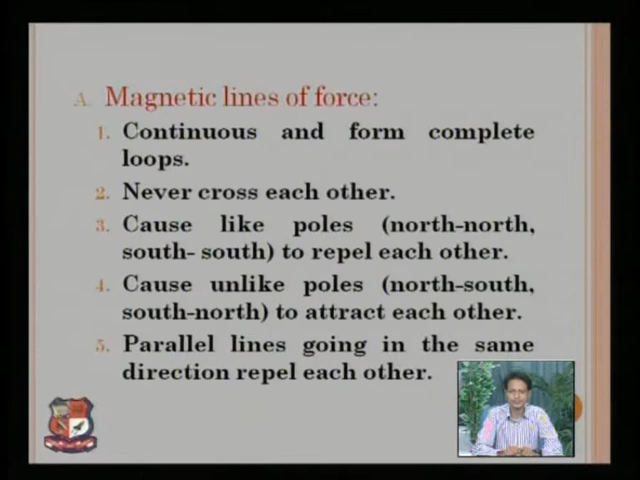 A. Magnetic lines of force:
1. Continuous and form complete
loops.
2. Never cross each other.
3. Cause like poles (north-north,
south- south) to repel each other.
4. Cause unlike poles (north-south,
south-north) to attract each other.
5. Parallel lines going in the same
direction repel each other.